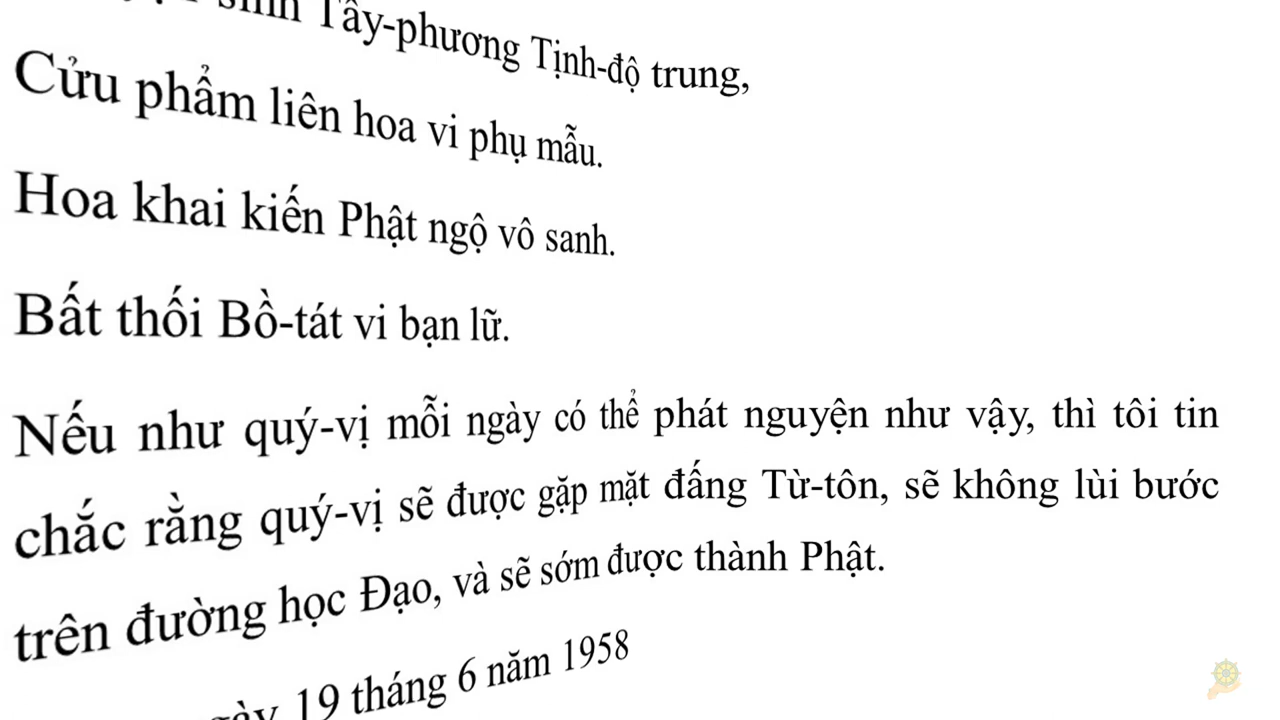 sinh Tây-phương Tịnh-độ trung,
Cửu phẩm liên hoa vi phụ mẫu.
Hoa khai kiến Phật ngộ vô sanh.
Bất thối Bồ-tát vi bạn lữ.
Nếu như quý-vị mỗi ngày có thể phát nguyện như vậy, thì tôi tin
chắc rằng quý-vị sẽ được gặp mặt đấng Từ-tôn, sẽ không lùi bước
trên đường học Đạo, và sẽ sớm được thành Phật.
19 tháng 6 năm 1958